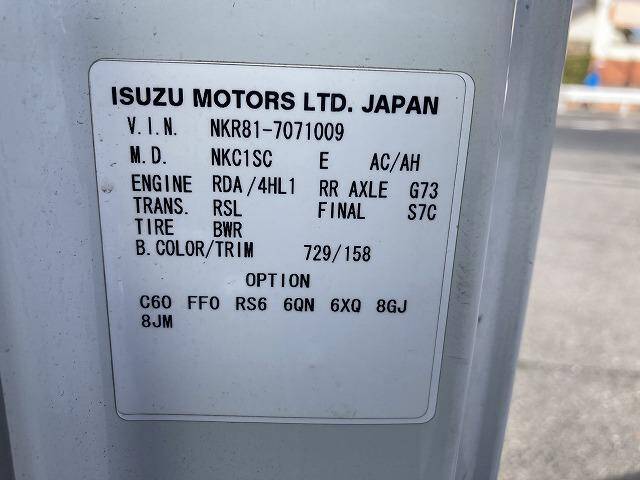 ISUZU MOTORS LTD. JAPAN
V.I.N. NKR81-7071009
M.D. NKC1SC E AC/AH
ENGINE RDA/4HL1 RR AXLE G73
TRANS. RSL FINAL S7C
TIRE BWR
B.COLOR/TRIM 729/158
OPTION
C60 FF0 RS6 6QN 6XQ 8GJ
8JM